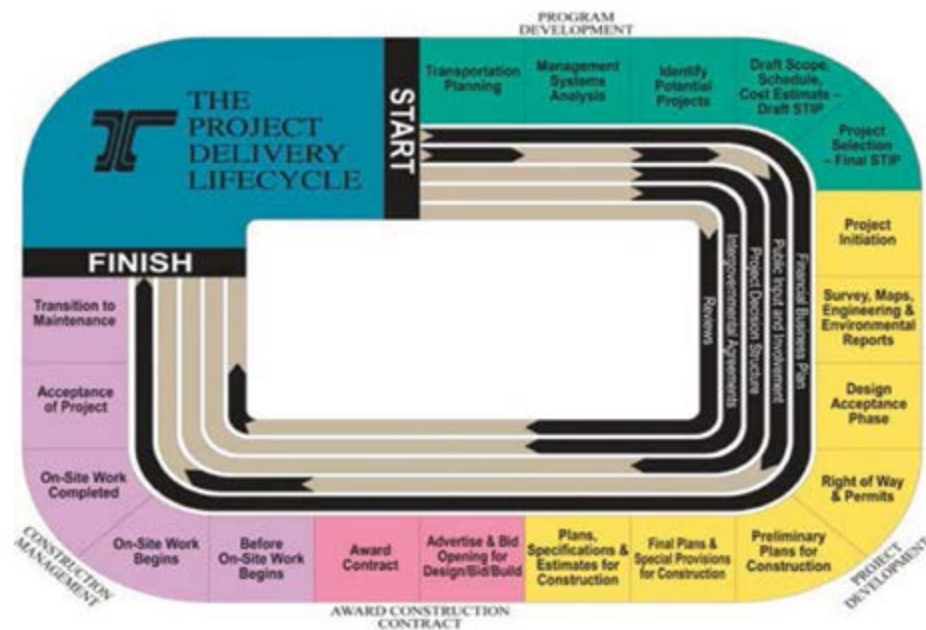 PROGRAM
DEVELOPMENT
THE
PROJECT
DELIVERY
LIFECYCLE
START
Transportation
Planning
Management
Systems
Analysis
Identify
Potential
Projects
Draft Scope,
Schedule,
Cost Estimate –
Draft STIP
Project
Selection
– Final STIP
Project
Initiation
Survey, Maps,
Engineering &
Environmental
Reports
Design
Acceptance
Phase
Right of Way
& Permits
PROJECT
DEVELOPMENT
Preliminary
Plans for
Construction
Final Plans &
Special Provisions
for Construction
Plans,
Specifications &
Estimates for
Construction
Advertise & Bid
Opening for
Design/Bid/Build
Award
Contract
AWARD CONSTRUCTION
CONTRACT
Before
On-Site Work
Begins
On-Site Work
Begins
CONSTRUCTION
MANAGEMENT
On-Site Work
Completed
Acceptance
of Project
Transition to
Maintenance
FINISH
Financial Business Plan
Public Input and Involvement
Project Decision Structure
Intergovernmental Agreements
Reviews